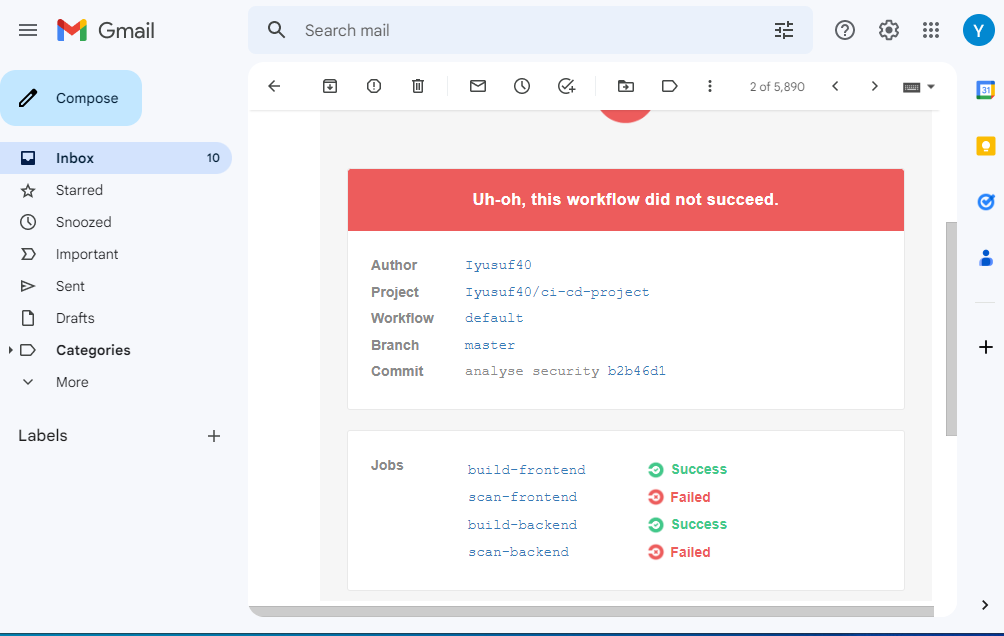 Gmail
Search mail
Y
Compose
2 of 5,890
31
Inbox 10
Starred
Snoozed
Important
Sent
Drafts
Categories
More
Labels
Uh-oh, this workflow did not succeed.
Author Iyusuf40
Project Iyusuf40/ci-cd-project
Workflow default
Branch master
Commit analyse security b2b46d1
Jobs build-frontend Success
scan-frontend Failed
build-backend Success
scan-backend Failed